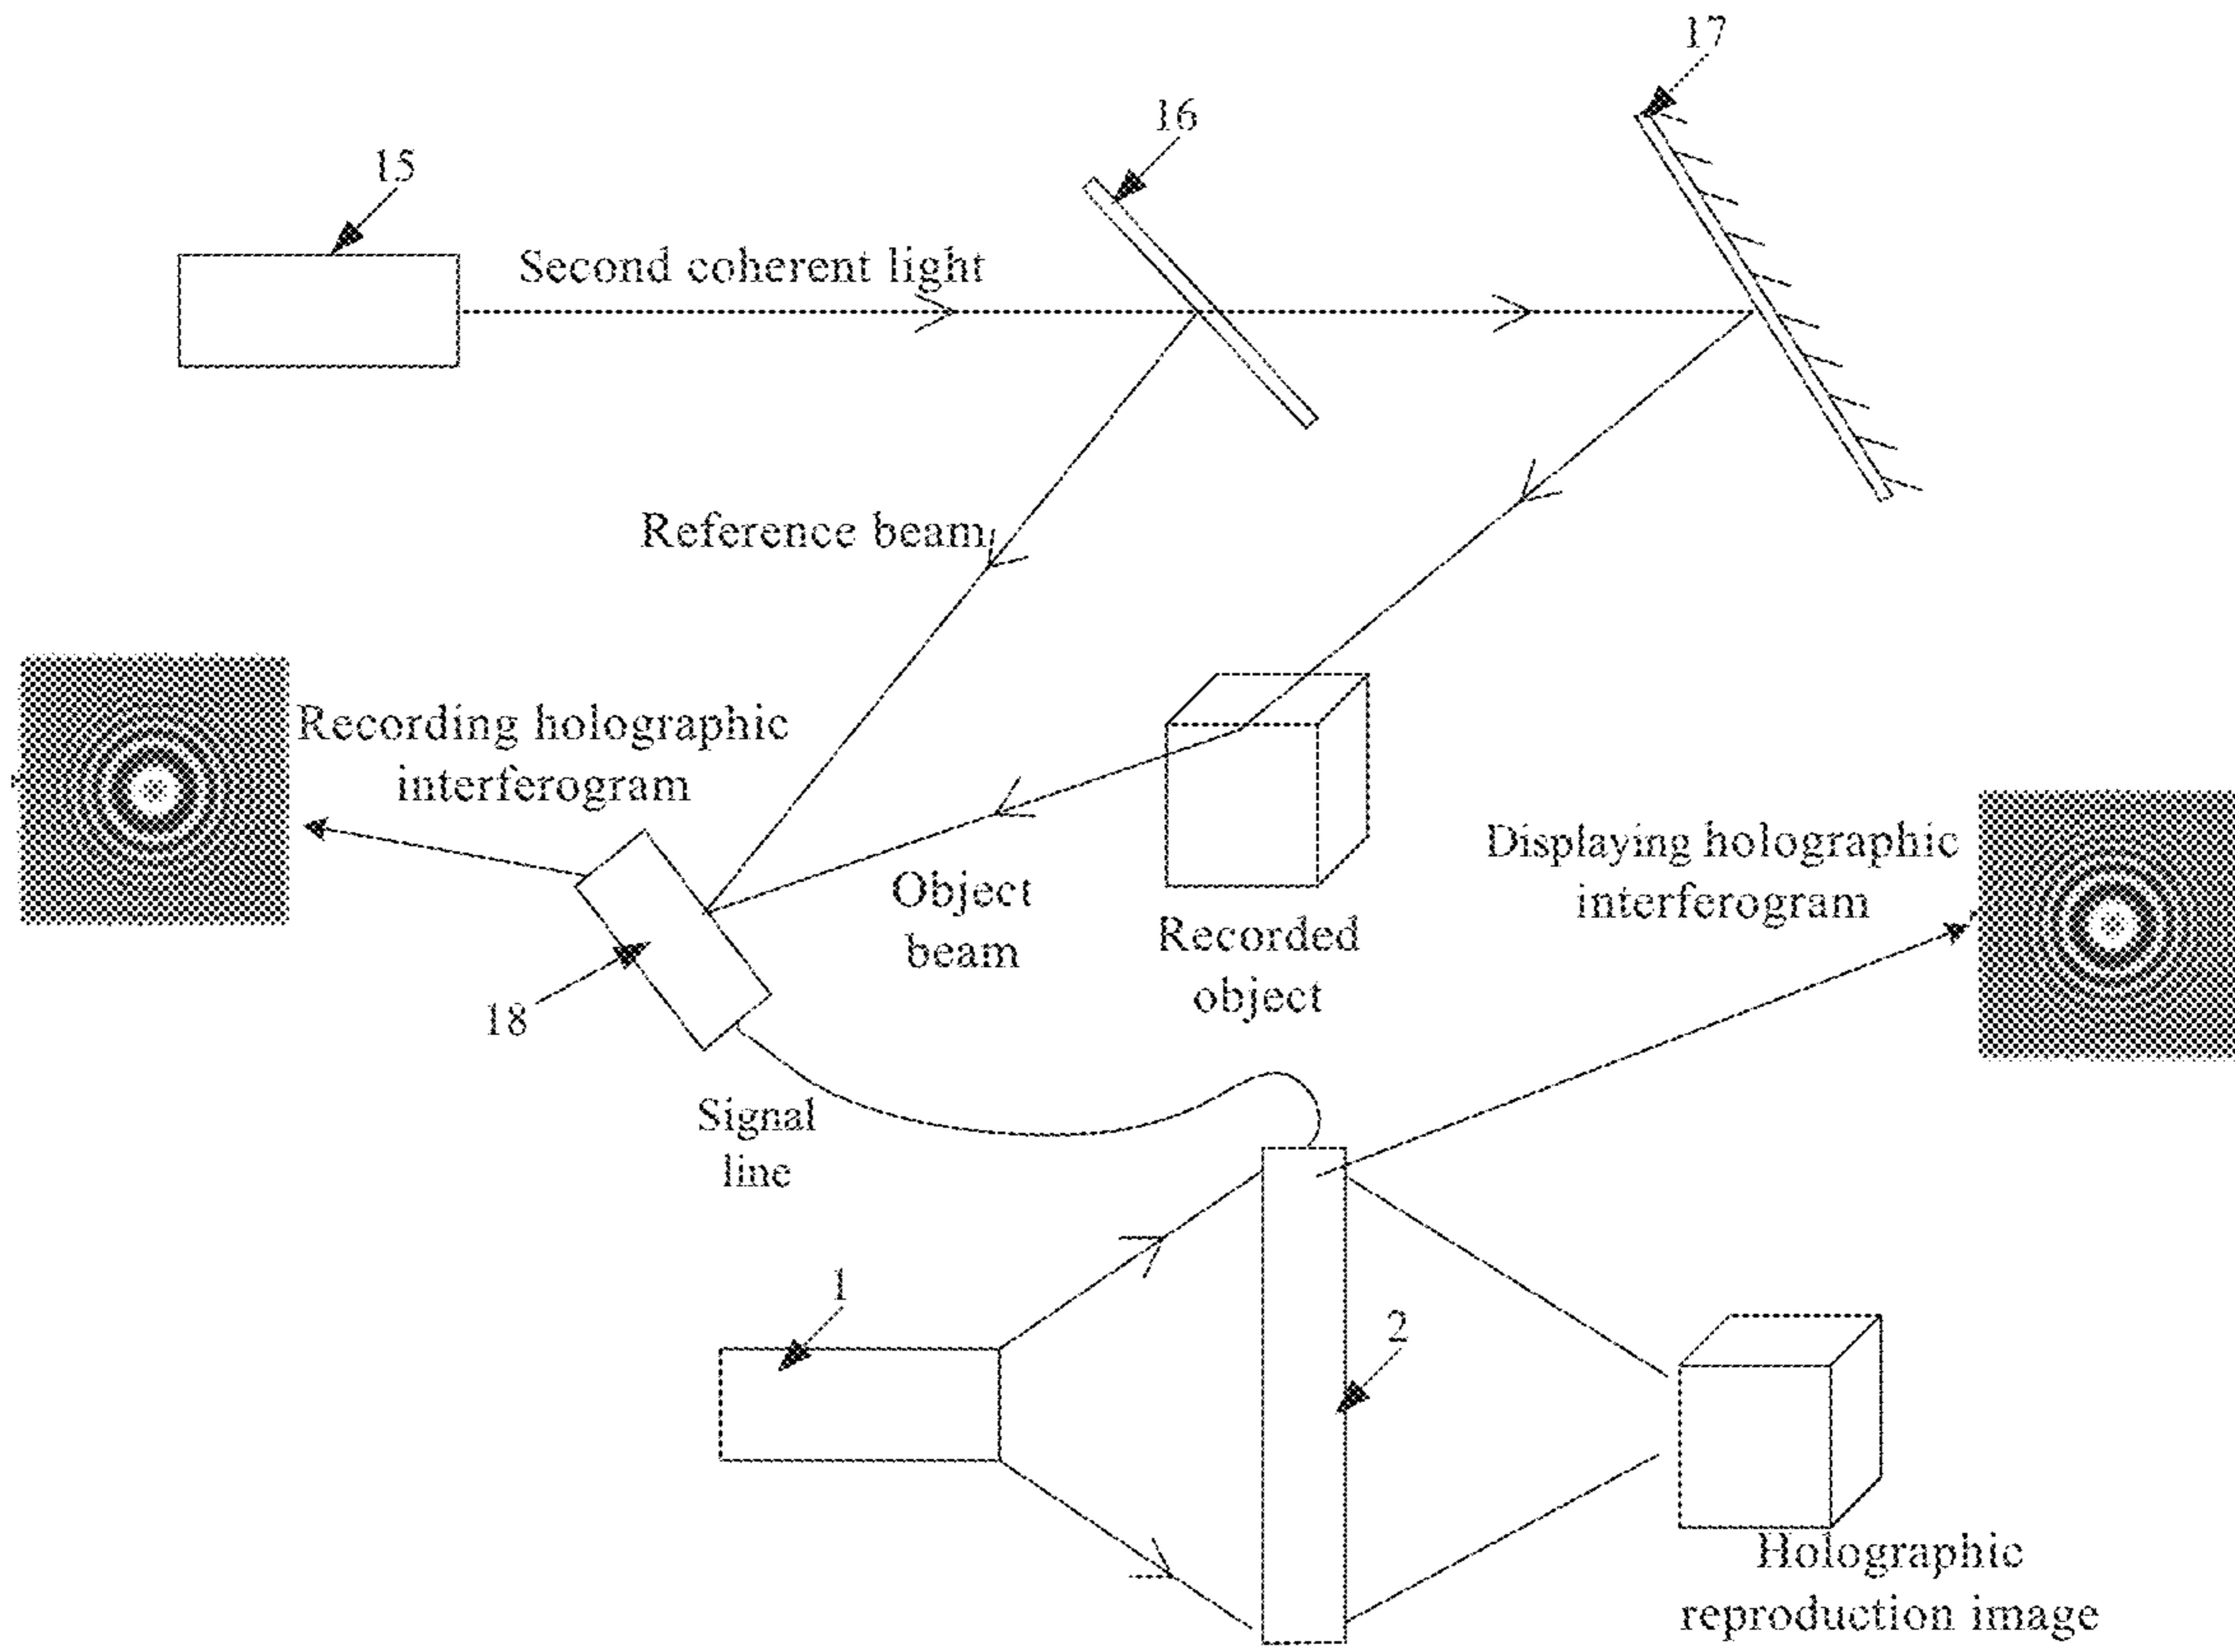 17
16
15
Second coherent light
Reference beam
Recording holographic
interferogram
Displaying holographic
interferogram
Object
beam
Recorded
object
18
Signal
line
1
2
Holographic
reproduction image